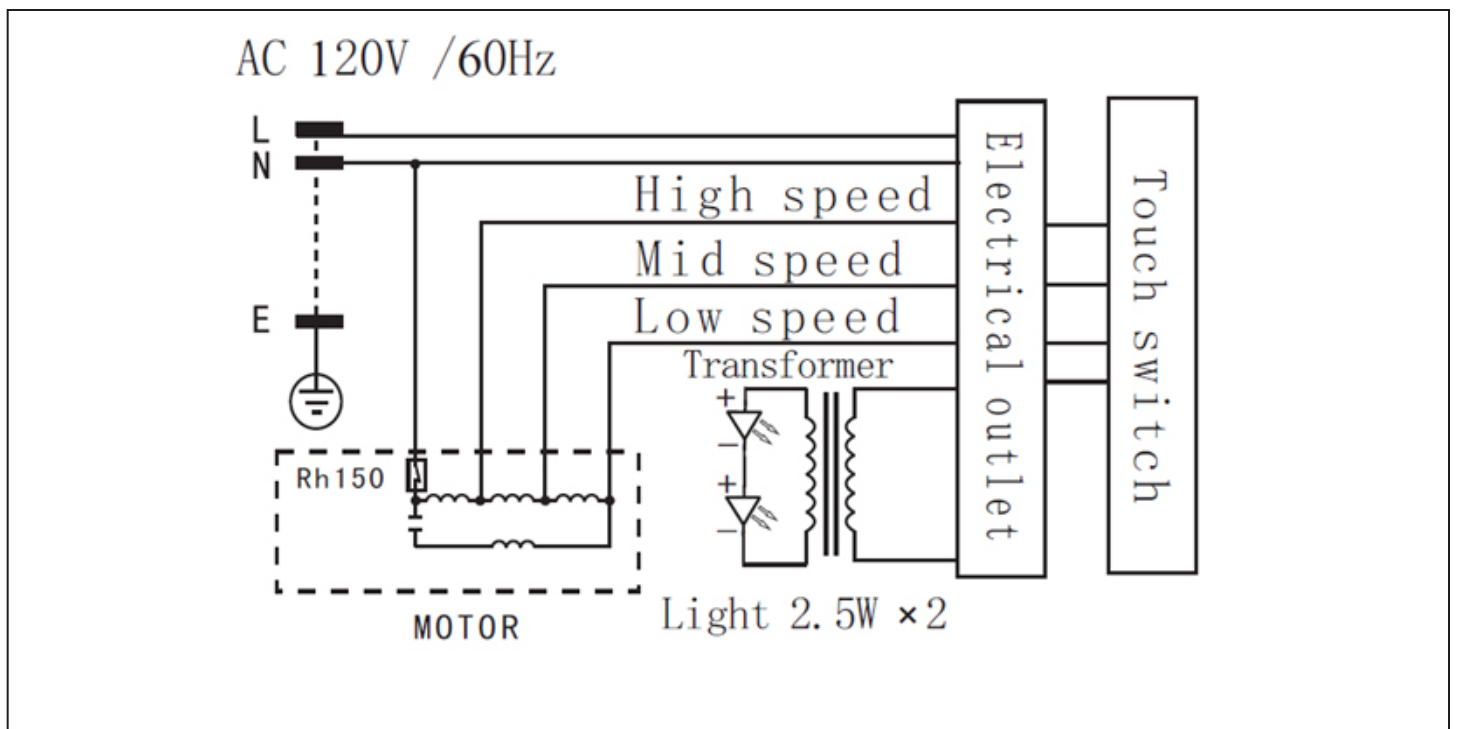 AC 120V /60Hz
L
N
E
High speed
Mid speed
Low speed
Transformer
+
−
+
−
Rh150
MOTOR
Light 2.5W ×2
Electrical outlet
Touch switch